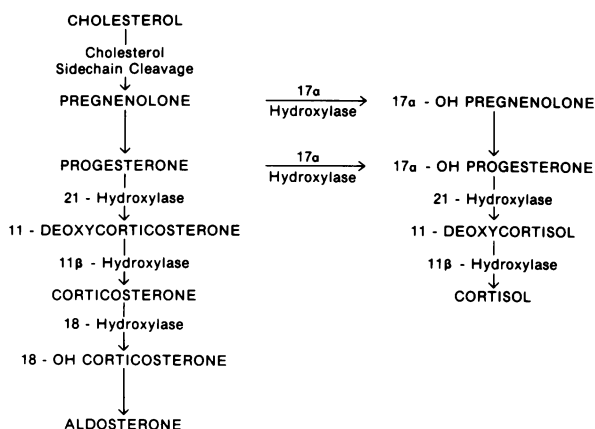 CHOLESTEROL
Cholesterol
Sidechain Cleavage
PREGNENOLONE
17α
Hydroxylase
17α - OH PREGNENOLONE
PROGESTERONE
17α
Hydroxylase
17α - OH PROGESTERONE
21 - Hydroxylase
21 - Hydroxylase
11 - DEOXYCORTICOSTERONE
11 - DEOXYCORTISOL
11β - Hydroxylase
11β - Hydroxylase
CORTICOSTERONE
CORTISOL
18 - Hydroxylase
18 - OH CORTICOSTERONE
ALDOSTERONE